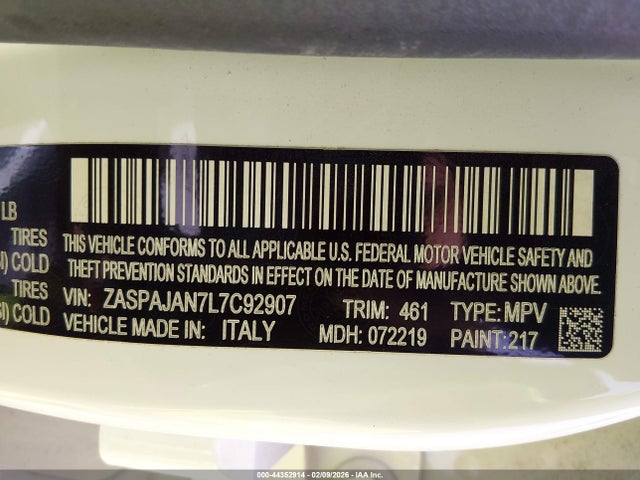 LB
TIRES
SI) COLD
TIRES
SI) COLD
THIS VEHICLE CONFORMS TO ALL APPLICABLE U.S. FEDERAL MOTOR VEHICLE SAFETY AND
THEFT PREVENTION STANDARDS IN EFFECT ON THE DATE OF MANUFACTURE SHOWN ABOVE.
VIN: ZASPAJAN7L7C92907 TRIM: 461 TYPE: MPV
VEHICLE MADE IN: ITALY MDH: 072219 PAINT: 217
000-44352914 - 02/09/2026 - IAA Inc.